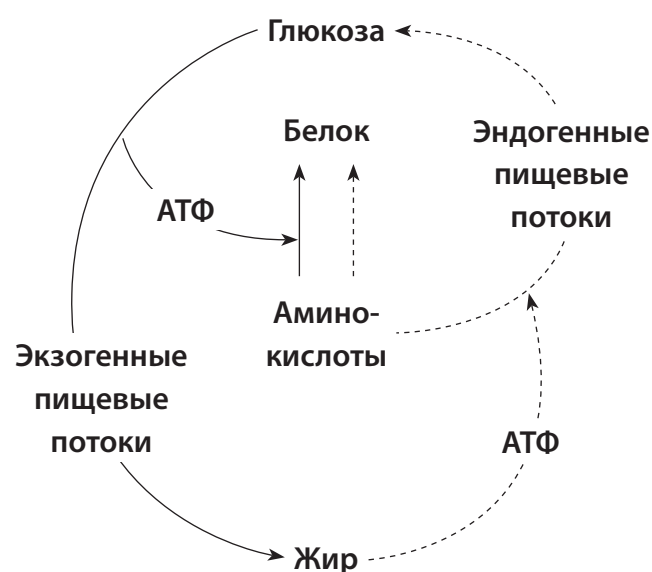 Глюкоза
Белок
Эндогенные
пищевые
потоки
АТФ
Амино-
кислоты
Экзогенные
пищевые
потоки
АТФ
Жир